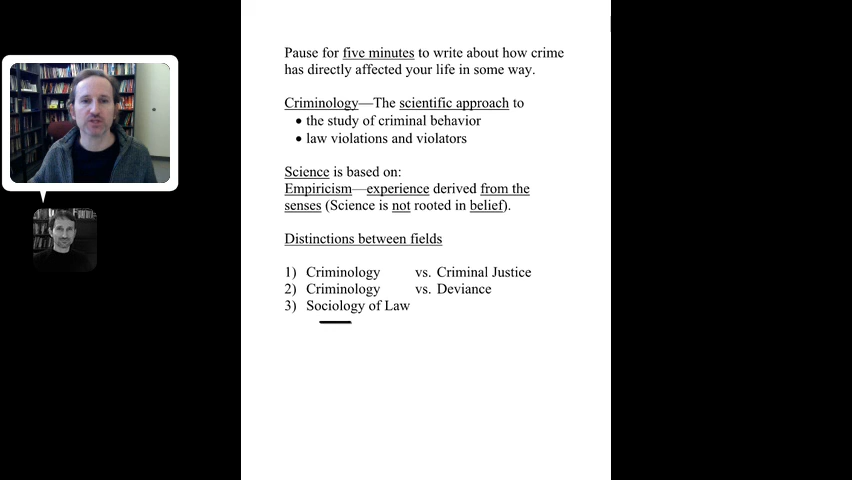 Pause for five minutes to write about how crime
has directly affected your life in some way.
Criminology—The scientific approach to
• the study of criminal behavior
• law violations and violators
Science is based on:
Empiricism—experience derived from the
senses (Science is not rooted in belief).
Distinctions between fields
1) Criminology vs. Criminal Justice
2) Criminology vs. Deviance
3) Sociology of Law